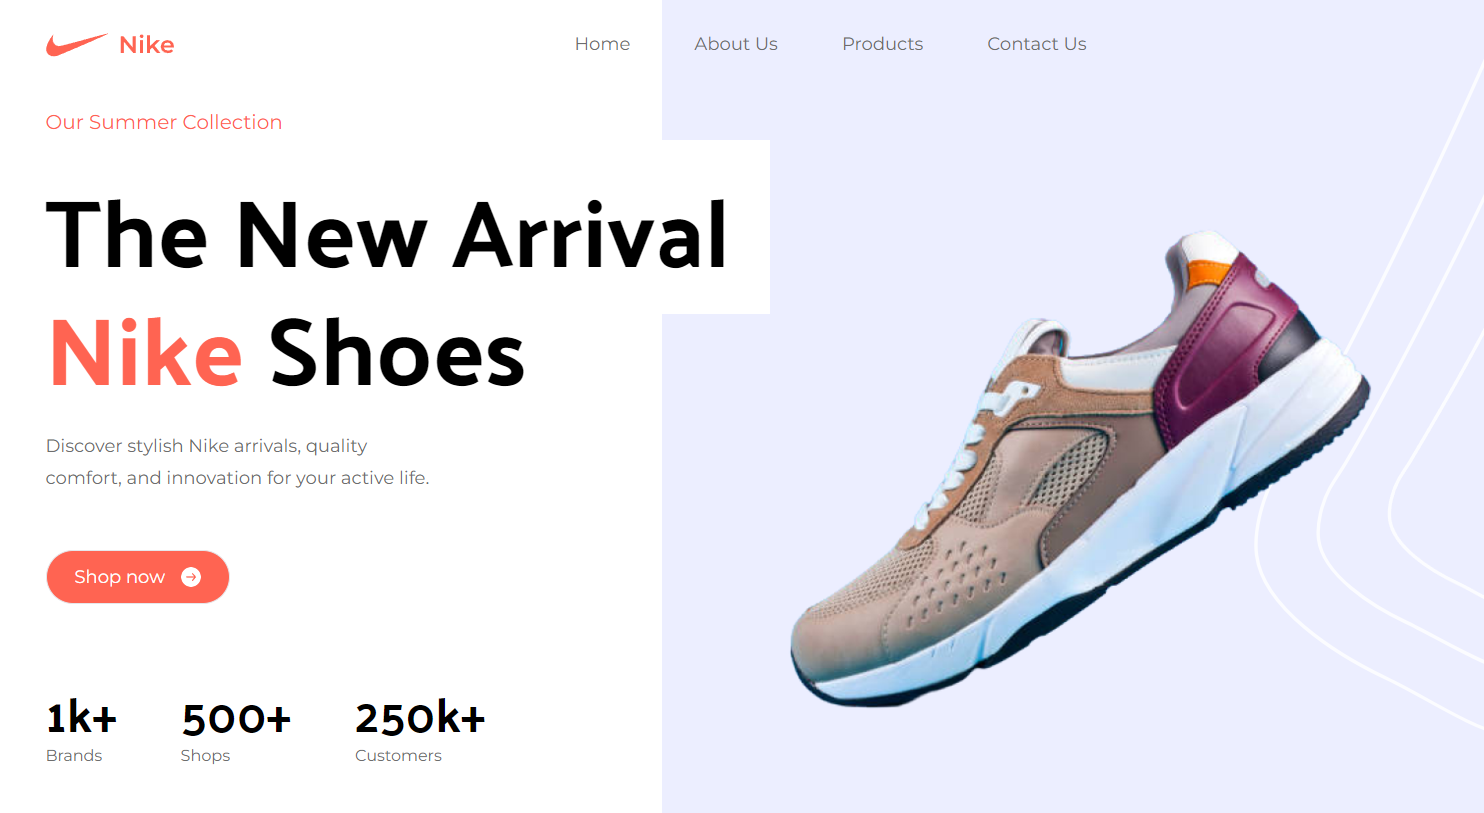 Nike
Home
About Us
Products
Contact Us
Our Summer Collection
The New Arrival
Nike Shoes
Discover stylish Nike arrivals, quality
comfort, and innovation for your active life.
Shop now
1k+
Brands
500+
Shops
250k+
Customers